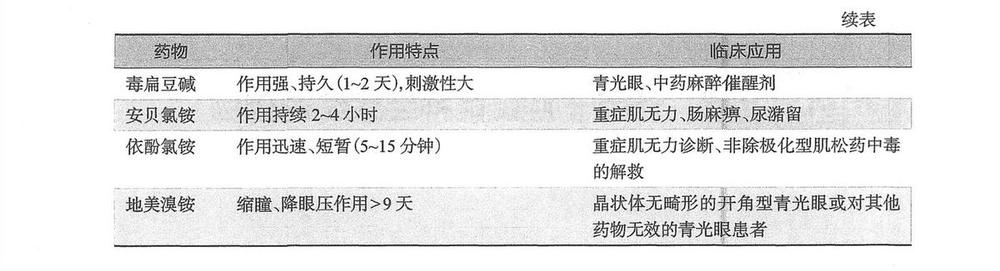 续表
药物 作用特点 临床应用
毒扁豆碱 作用强、持久(1~2天),刺激性大 青光眼、中药麻醉催醒剂
安贝氯铵 作用持续2~4小时 重症肌无力、肠麻痹、尿潴留
依酚氯铵 作用迅速、短暂(5~15分钟) 重症肌无力诊断、非除极化型肌松药中毒
的解救
地美溴铵 缩瞳、降眼压作用>9天 晶状体无畸形的开角型青光眼或对其他
药物无效的青光眼患者